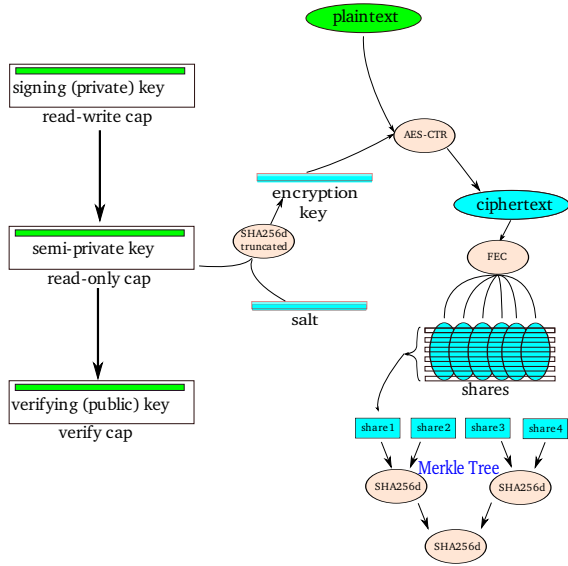 plaintext
signing (private) key
read-write cap
AES-CTR
encryption
key
ciphertext
SHA256d
truncated
semi-private key
read-only cap
FEC
salt
shares
verifying (public) key
verify cap
share1
share2
share3
share4
Merkle Tree
SHA256d
SHA256d
SHA256d